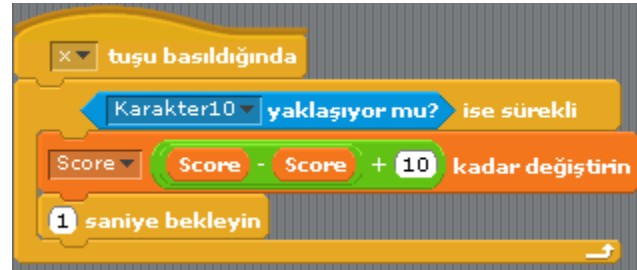 x tuşu basıldığında
Karakter10 yaklaşıyor mu? ise sürekli
Score Score - Score + 10 kadar değiştirin
1 saniye bekleyin